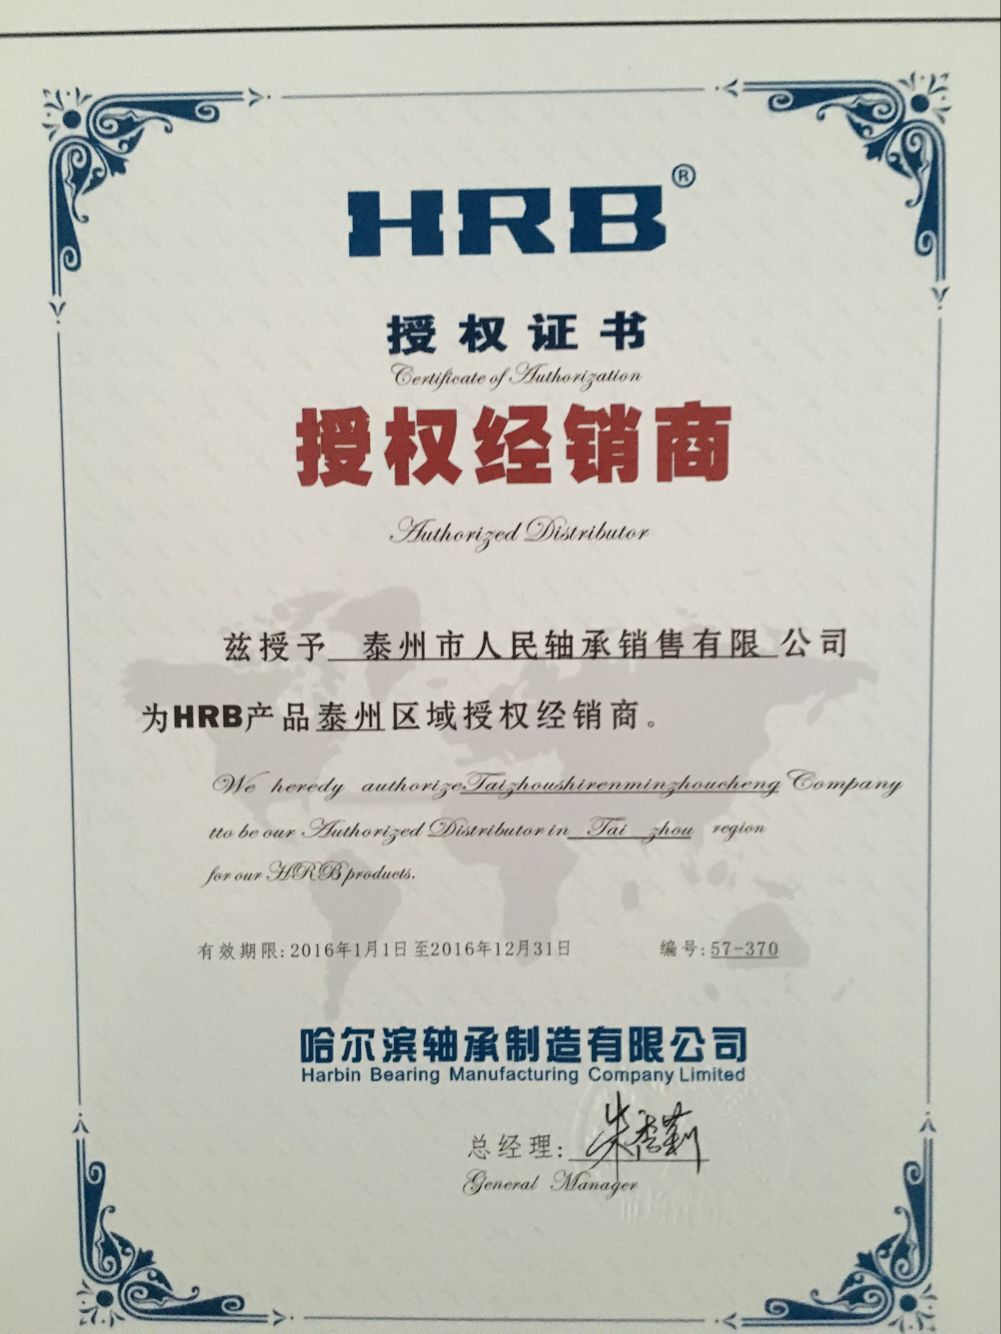 HRB®
授权证书
Certificate of Authorization
授权经销商
Authorized Distributor
兹授予 泰州市人民轴承销售有限 公司
为HRB产品泰州区域授权经销商。
We heredy authorize Taizhoushirenminzhoucheng Company
tto be our Authorized Distributor in Tai zhou region
for our HRB products.
有效期限: 2016年1月1日至2016年12月31日 编号: 57-370
哈尔滨轴承制造有限公司
Harbin Bearing Manufacturing Company Limited
总经理:
General Manager